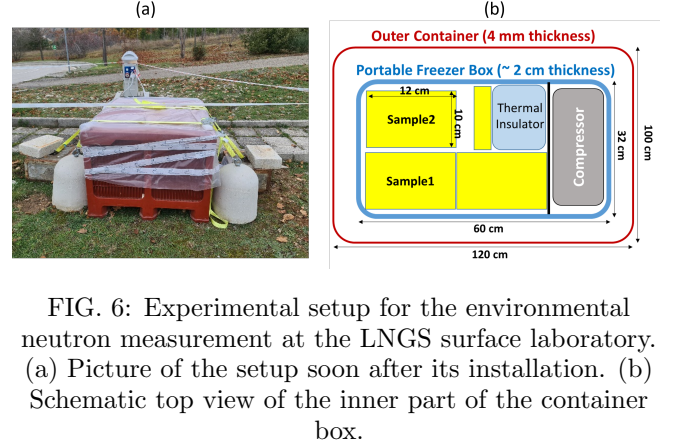 (a)
(b)
Outer Container (4 mm thickness)
Portable Freezer Box (~ 2 cm thickness)
12 cm
10 cm
Sample2
Thermal
Insulator
Compressor
32 cm
100 cm
Sample1
60 cm
120 cm
FIG. 6: Experimental setup for the environmental
neutron measurement at the LNGS surface laboratory.
(a) Picture of the setup soon after its installation. (b)
Schematic top view of the inner part of the container
box.